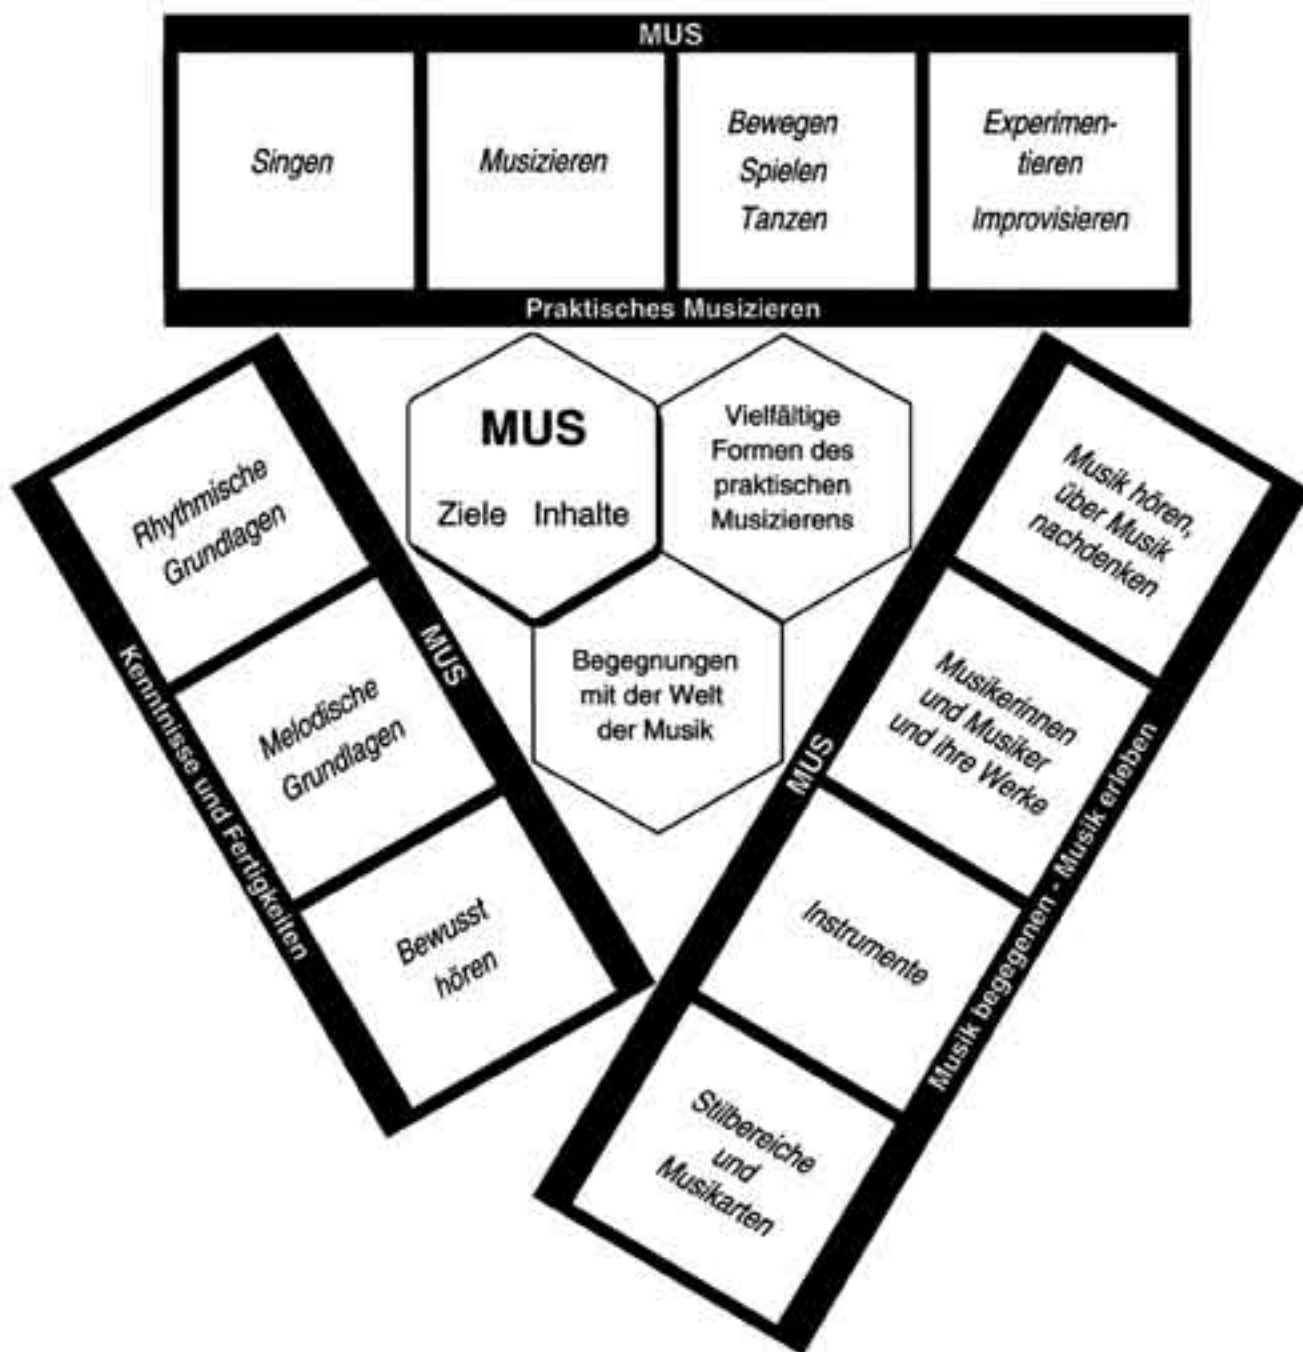 MUS
Singen
Musizieren
Bewegen
Spielen
Tanzen
Experimen-
tieren
Improvisieren
Praktisches Musizieren
MUS
Ziele Inhalte
Vielfältige
Formen des
praktischen
Musizierens
Begegnungen
mit der Welt
der Musik
Rhythmische
Grundlagen
Melodische
Grundlagen
Bewusst
hören
MUS
Kenntnisse und Fertigkeiten
Musik hören,
über Musik
nachdenken
Musikerinnen
und Musiker
und ihre Werke
Instrumente
Stilbereiche
und
Musikarten
MUS
Musik begegenen - Musik erleben